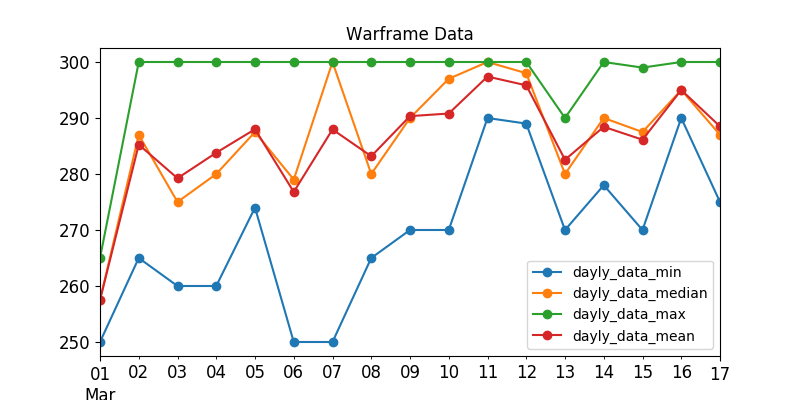 Warframe Data
300
290
280
270
260
250
dayly_data_min
dayly_data_median
dayly_data_max
dayly_data_mean
01 02 03 04 05 06 07 08 09 10 11 12 13 14 15 16 17
Mar